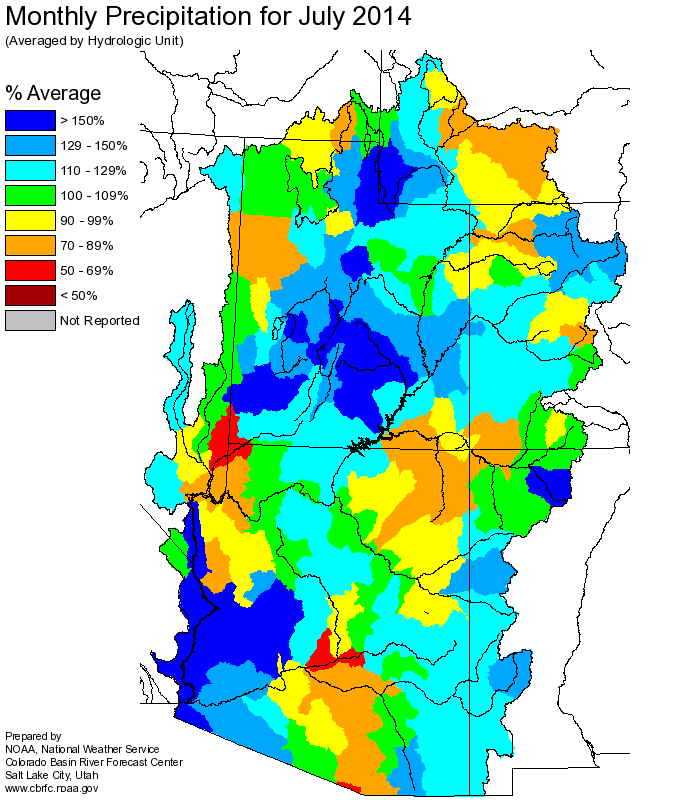 Monthly Precipitation for July 2014
(Averaged by Hydrologic Unit)
% Average
> 150%
129 - 150%
110 - 129%
100 - 109%
90 - 99%
70 - 89%
50 - 69%
< 50%
Not Reported
Prepared by
NOAA, National Weather Service
Colorado Basin River Forecast Center
Salt Lake City, Utah
www.cbrfc.noaa.gov